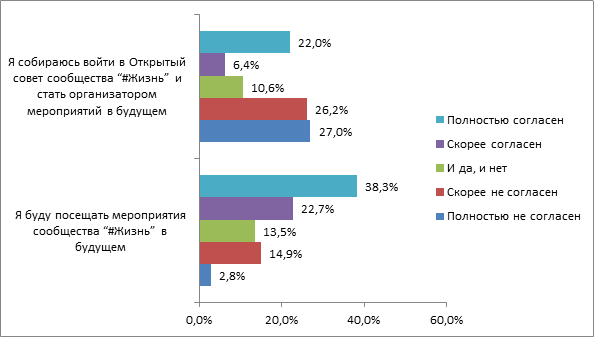 Я собираюсь войти в Открытый
совет сообщества “#Жизнь” и
стать организатором
мероприятий в будущем
22,0%
6,4%
10,6%
26,2%
27,0%
Я буду посещать мероприятия
сообщества “#Жизнь” в
будущем
38,3%
22,7%
13,5%
14,9%
2,8%
0,0%
20,0%
40,0%
60,0%
Полностью согласен
Скорее согласен
И да, и нет
Скорее не согласен
Полностью не согласен